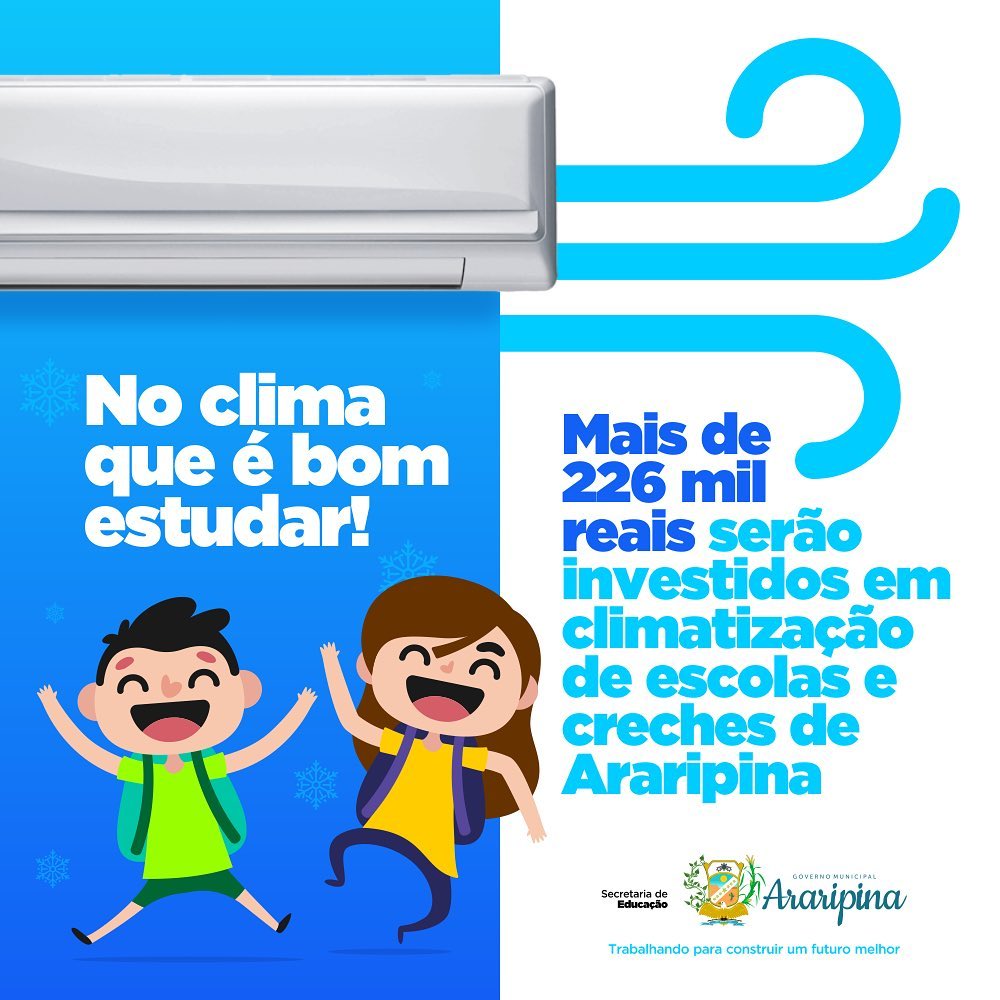 No clima
que é bom
estudar!
Mais de
226 mil
reais serão
investidos em
climatização
de escolas e
creches de
Araripina
Secretaria de
Educação
GOVERNO MUNICIPAL
Araripina
Trabalhando para construir um futuro melhor